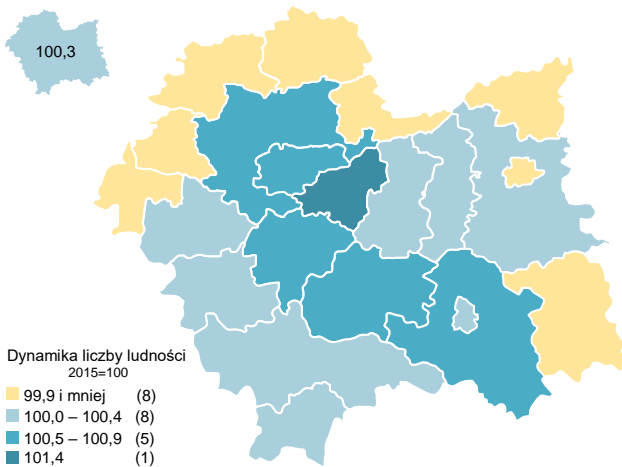 100,3
Dynamika liczby ludności
2015=100
99,9 i mniej (8)
100,0 – 100,4 (8)
100,5 – 100,9 (5)
101,4 (1)